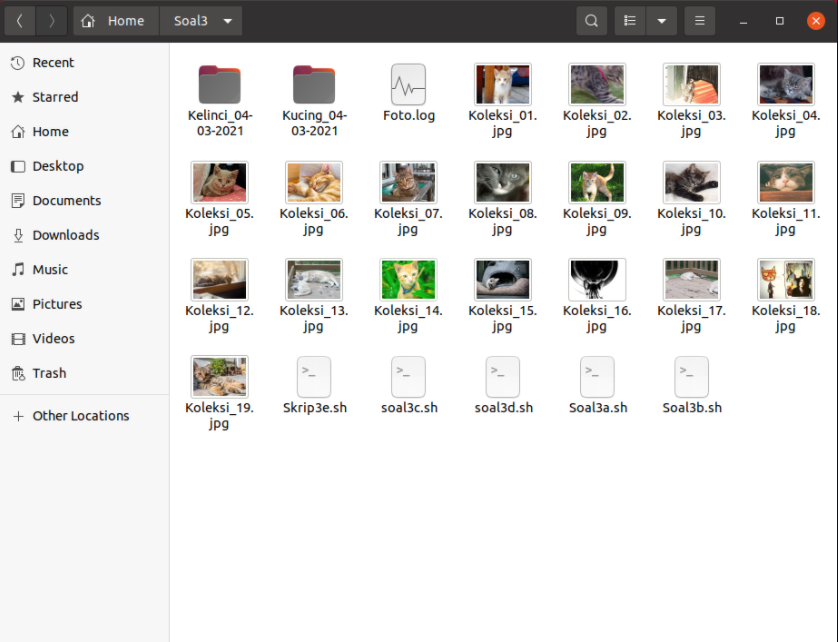 Home Soal3
Recent
Starred
Home
Desktop
Documents
Downloads
Music
Pictures
Videos
Trash
Other Locations
Kelinci_04-
03-2021
Kucing_04-
03-2021
Foto.log
Koleksi_01.
jpg
Koleksi_02.
jpg
Koleksi_03.
jpg
Koleksi_04.
jpg
Koleksi_05.
jpg
Koleksi_06.
jpg
Koleksi_07.
jpg
Koleksi_08.
jpg
Koleksi_09.
jpg
Koleksi_10.
jpg
Koleksi_11.
jpg
Koleksi_12.
jpg
Koleksi_13.
jpg
Koleksi_14.
jpg
Koleksi_15.
jpg
Koleksi_16.
jpg
Koleksi_17.
jpg
Koleksi_18.
jpg
Koleksi_19.
jpg
Skrip3e.sh
soal3c.sh
soal3d.sh
Soal3a.sh
Soal3b.sh